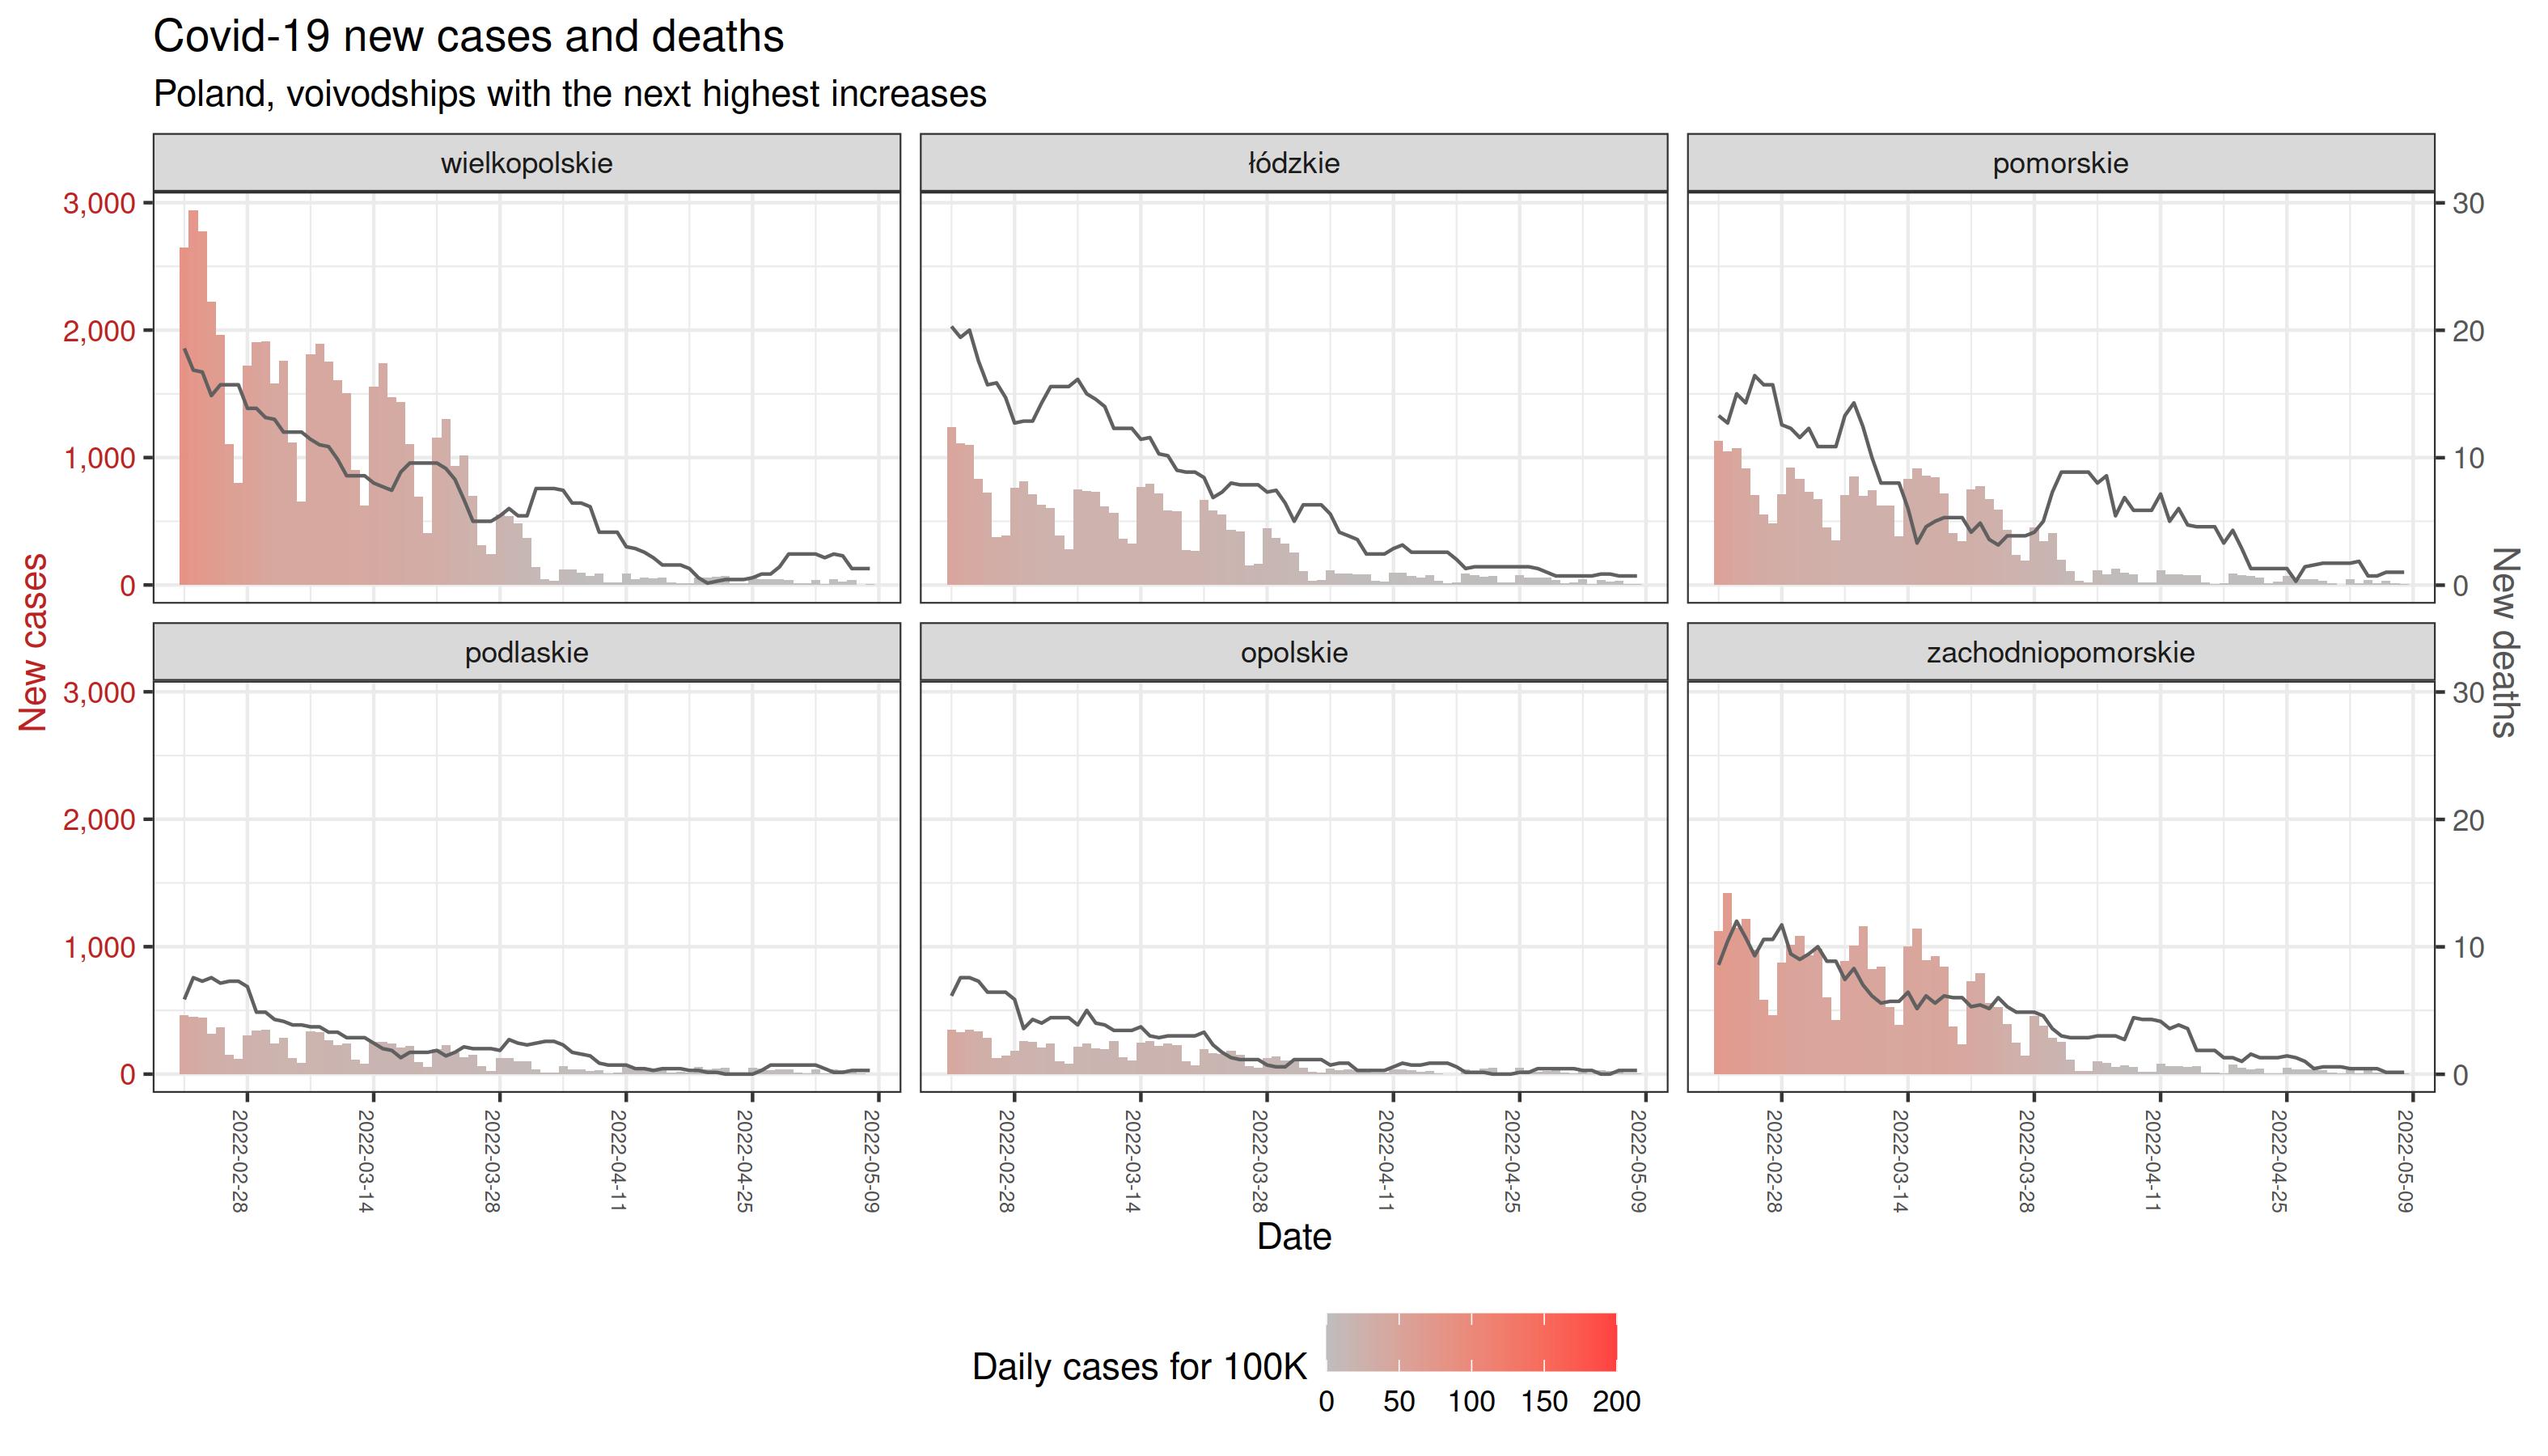 Covid-19 new cases and deaths
Poland, voivodships with the next highest increases
wielkopolskie
łódzkie
pomorskie
3,000
2,000
1,000
0
30
20
10
0
podlaskie
opolskie
zachodniopomorskie
3,000
2,000
1,000
0
30
20
10
0
New cases
New deaths
2022-02-28
2022-03-14
2022-03-28
2022-04-11
2022-04-25
2022-05-09
2022-02-28
2022-03-14
2022-03-28
2022-04-11
2022-04-25
2022-05-09
2022-02-28
2022-03-14
2022-03-28
2022-04-11
2022-04-25
2022-05-09
Date
Daily cases for 100K
0 50 100 150 200